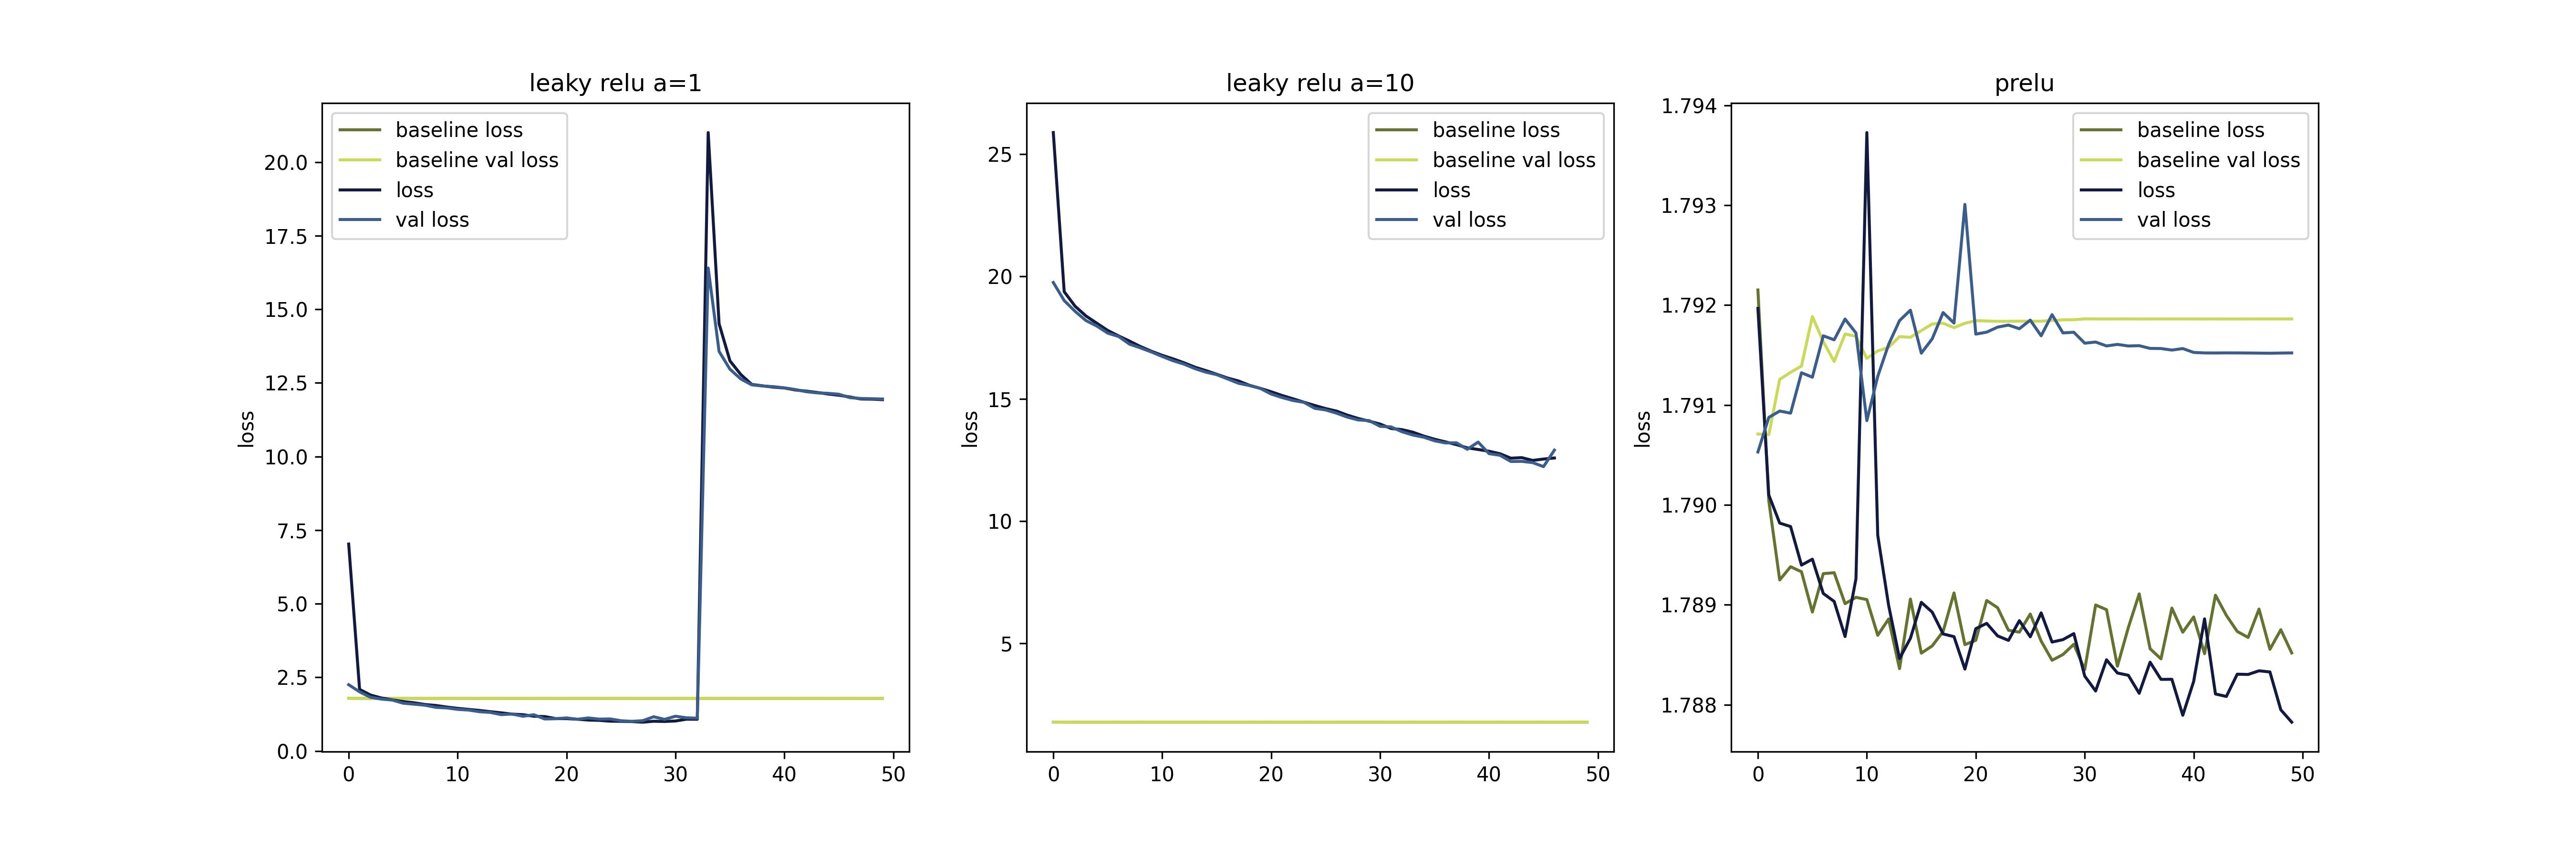 leaky relu a=1
baseline loss
baseline val loss
loss
val loss
20.0
17.5
15.0
12.5
10.0
7.5
5.0
2.5
0.0
loss
0 10 20 30 40 50
leaky relu a=10
baseline loss
baseline val loss
loss
val loss
25
20
15
10
5
loss
0 10 20 30 40 50
prelu
baseline loss
baseline val loss
loss
val loss
1.794
1.793
1.792
1.791
1.790
1.789
1.788
loss
0 10 20 30 40 50